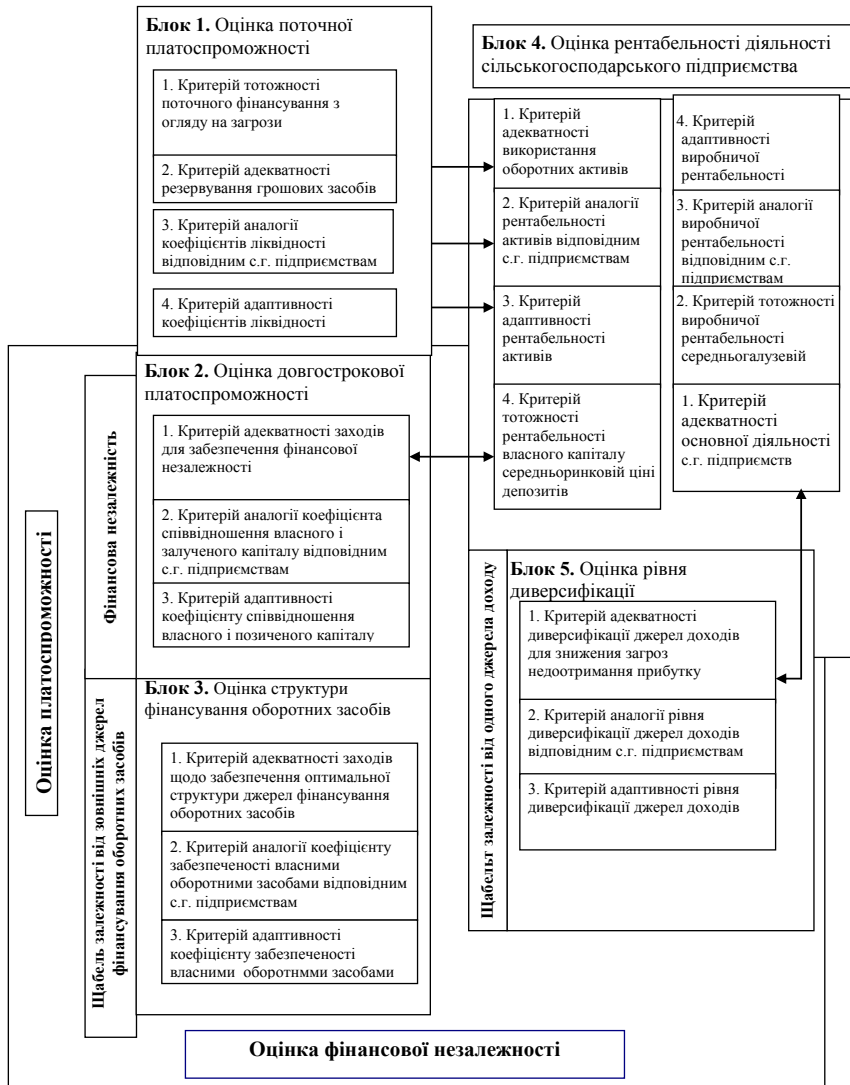 Блок 1. Оцінка поточної
платоспроможності
1. Критерій тотожності
поточного фінансування з
огляду на загрози
2. Критерій адекватності
резервування грошових засобів
3. Критерій аналогії
коефіцієнтів ліквідності
відповідним с.г. підприємствам
4. Критерій адаптивності
коефіцієнтів ліквідності
Блок 4. Оцінка рентабельності діяльності
сільськогосподарського підприємства
1. Критерій
адекватності
використання
оборотних активів
2. Критерій аналогії
рентабельності
активів відповідним
с.г. підприємствам
3. Критерій
адаптивності
рентабельності
активів
4. Критерій
тотожності
рентабельності
власного капіталу
середньоринковій ціні
депозитів
4. Критерій
адаптивності
виробничої
рентабельності
3. Критерій аналогії
виробничої
рентабельності
відповідним с.г.
підприємствам
2. Критерій тотожності
виробничої
рентабельності
середньогалузевій
1. Критерій
адекватності
основної діяльності
с.г. підприємств
Оцінка платоспроможності
Фінансова незалежність
Блок 2. Оцінка довгострокової
платоспроможності
1. Критерій адекватності заходів
для забезпечення фінансової
незалежності
2. Критерій аналогії коефіцієнта
співвідношення власного і
залученого капіталу відповідним
с.г. підприємствам
3. Критерій адаптивності
коефіцієнту співвідношення
власного і позиченого капіталу
Щабель залежності від зовнішніх джерел
фінансування оборотних засобів
Блок 3. Оцінка структури
фінансування оборотних засобів
1. Критерій адекватності заходів
щодо забезпечення оптимальної
структури джерел фінансування
оборотних засобів
2. Критерій аналогії коефіцієнту
забезпеченості власними
оборотними засобами відповідним
с.г. підприємствам
3. Критерій адаптивності
коефіцієнту забезпеченості
власними оборотнмми засобами
Щабельт залежності від одного джерела доходу
Блок 5. Оцінка рівня
диверсифікації
1. Критерій адекватності
диверсифікації джерел доходів
для зниження загроз
недоотримання прибутку
2. Критерій аналогії рівня
диверсифікації джерел доходів
відповідним с.г. підприємствам
3. Критерій адаптивності рівня
диверсифікації джерел доходів
Оцінка фінансової незалежності